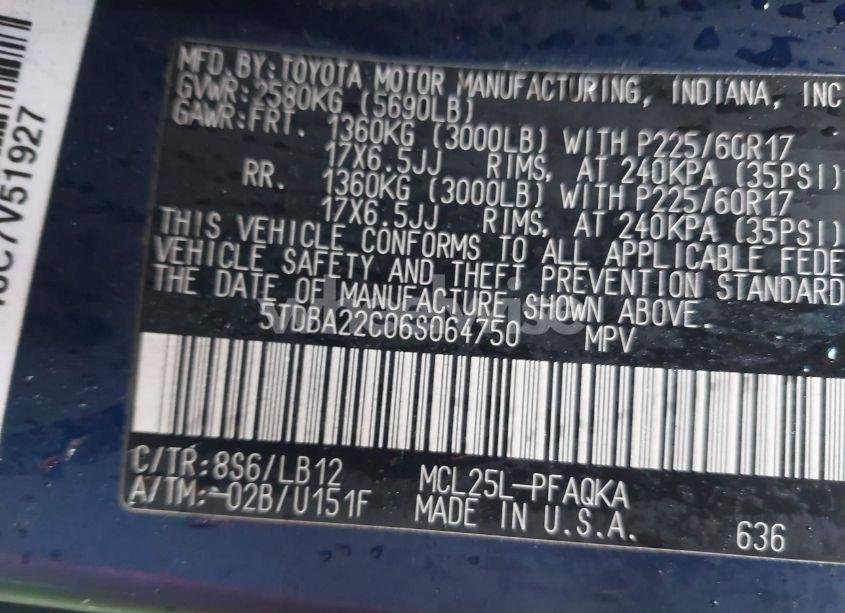 MFD. BY: TOYOTA MOTOR MANUFACTURING, INDIANA, INC
GVWR: 2580KG (5690LB)
GAWR: FRT. 1360KG (3000LB) WITH P225/60R17
17X6.5JJ RIMS, AT 240KPA (35PSI)
RR. 1360KG (3000LB) WITH P225/60R17
17X6.5JJ RIMS, AT 240KPA (35PSI)
THIS VEHICLE CONFORMS TO ALL APPLICABLE FEDE
VEHICLE SAFETY AND THEFT PREVENTION STANDARD
THE DATE OF MANUFACTURE SHOWN ABOVE.
5TDBA22C06S064750 MPV
C/TR: 8S6/LB12 MCL25L-PFAQKA
A/TM: -02B/U151F MADE IN U.S.A. 636